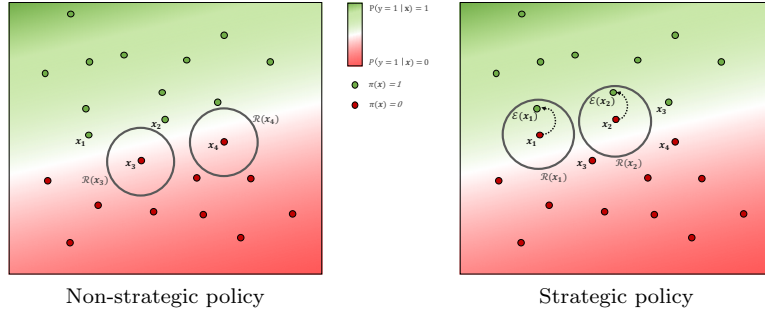 P(y = 1 | x) = 1
P(y = 1 | x) = 0
π(x) = 1
π(x) = 0
x₁
x₂
x₃
x₄
ℛ(x₃)
ℛ(x₄)
Non-strategic policy
ℰ(x₁)
ℰ(x₂)
x₁
x₂
x₃
x₃
x₄
ℛ(x₁)
ℛ(x₂)
Strategic policy